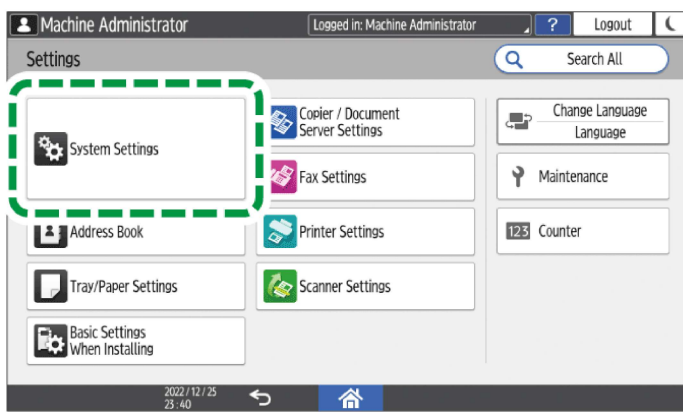 Machine Administrator
Logged in: Machine Administrator
?
Logout
Settings
Search All
System Settings
Copier / Document
Server Settings
Change Language
Language
Fax Settings
Maintenance
Address Book
Printer Settings
123 Counter
Tray/Paper Settings
Scanner Settings
Basic Settings
When Installing
2022/12/25
23:40